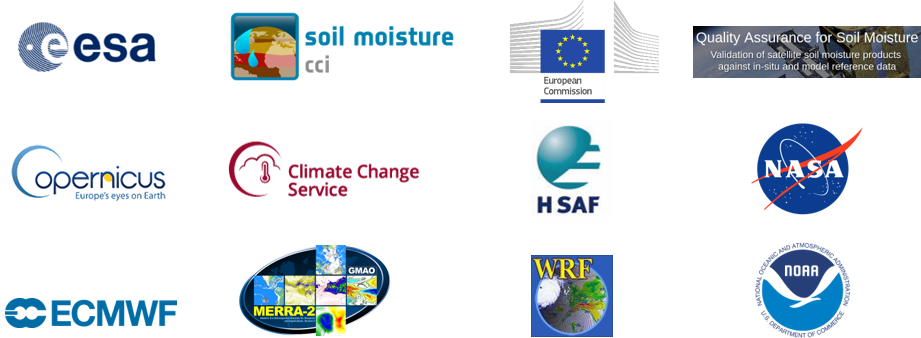 esa
soil moisture
cci
European
Commission
Quality Assurance for Soil Moisture
Validation of satellite soil moisture products
against in-situ and model reference data
Copernicus
Europe's eyes on Earth
Climate Change
Service
H SAF
NASA
ECMWF
GMAO
MERRA-2
WRF
NATIONAL OCEANIC AND ATMOSPHERIC ADMINISTRATION
NOAA
U.S. DEPARTMENT OF COMMERCE